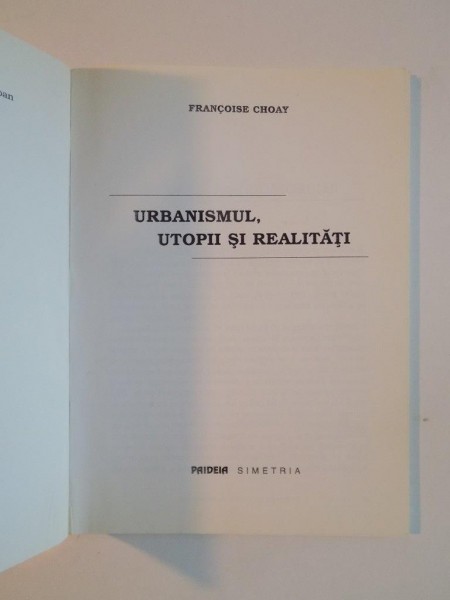 FRANÇOISE CHOAY
URBANISMUL,
UTOPII ŞI REALITĂŢI
PAIDEIA SIMETRIA